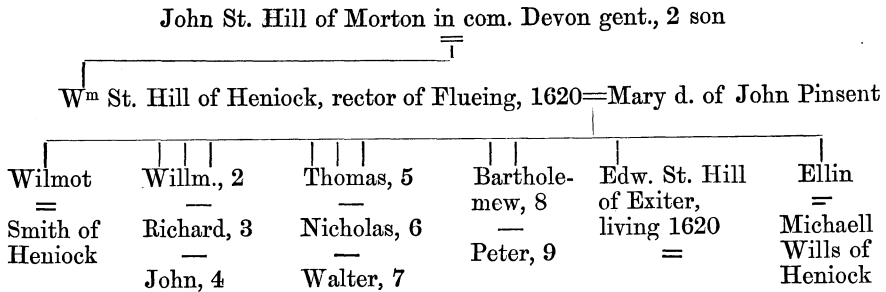 John St. Hill of Morton in com. Devon gent., 2 son
=
Wm St. Hill of Heniock, rector of Flueing, 1620=Mary d. of John Pinsent
Wilmot
=
Smith of
Heniock
Willm., 2
—
Richard, 3
—
John, 4
Thomas, 5
—
Nicholas, 6
—
Walter, 7
Barthole-
mew, 8
—
Peter, 9
Edw. St. Hill
of Exiter,
living 1620
=
Ellin
=
Michaell
Wills of
Heniock